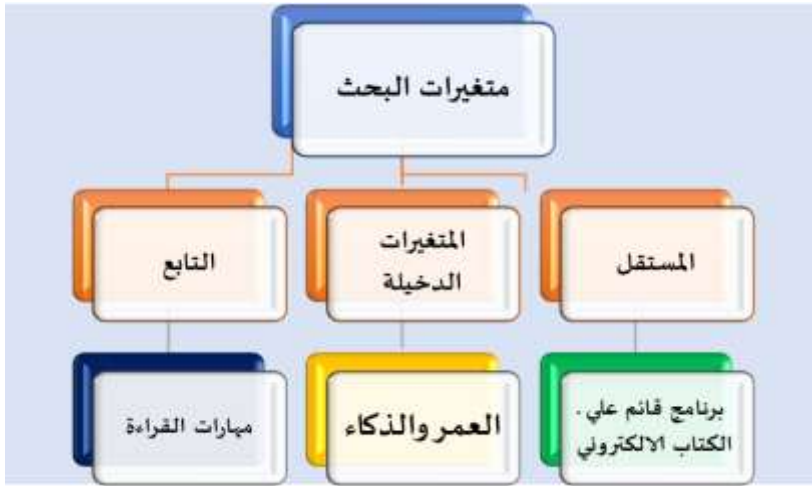 متغيرات البحث
المستقل
المتغيرات
الدخيلة
التابع
برنامج قائم علي .
الكتاب الالكتروني
العمر والذكاء
مهارات القراءة